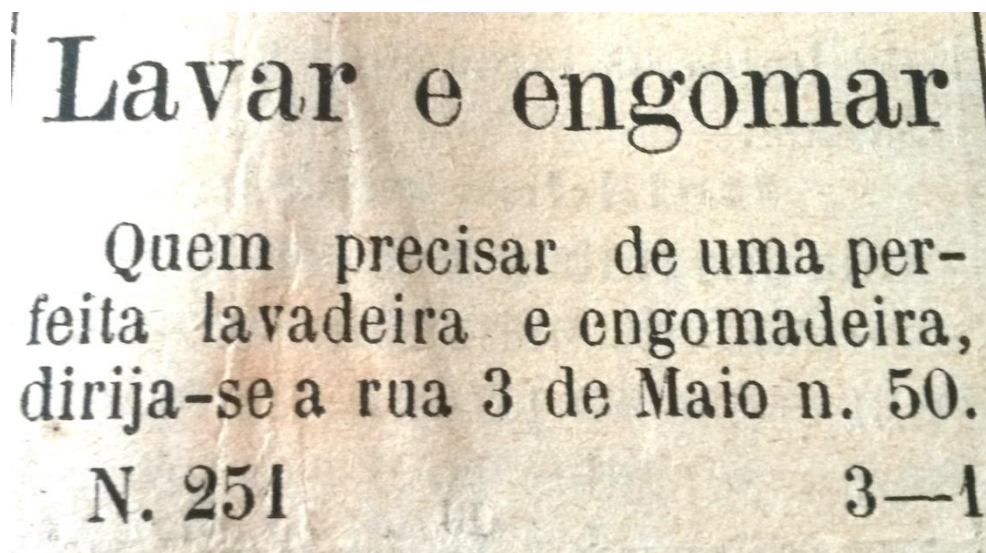 Lavar e engomar
Quem precisar de uma per-
feita lavadeira e engomadeira,
dirija-se a rua 3 de Maio n. 50.
N. 251 3—1